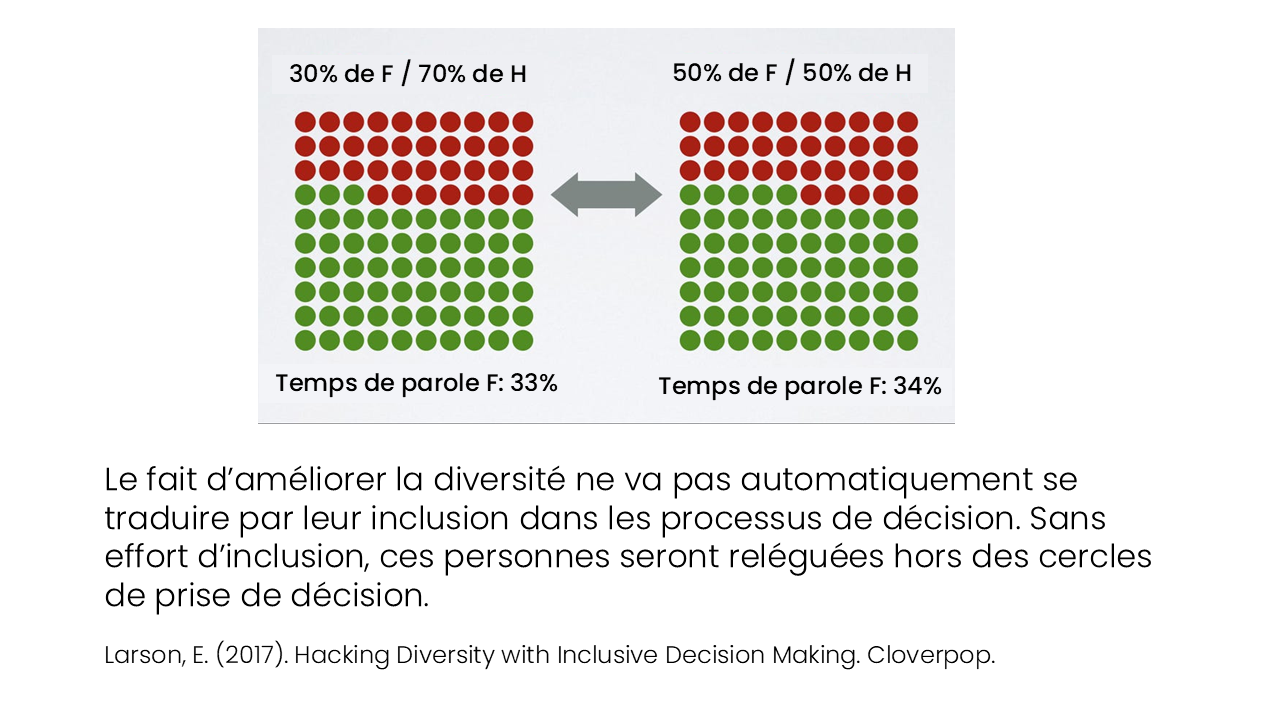 30% de F / 70% de H
50% de F / 50% de H
Temps de parole F: 33%
Temps de parole F: 34%
Le fait d’améliorer la diversité ne va pas automatiquement se
traduire par leur inclusion dans les processus de décision. Sans
effort d’inclusion, ces personnes seront reléguées hors des cercles
de prise de décision.
Larson, E. (2017). Hacking Diversity with Inclusive Decision Making. Cloverpop.